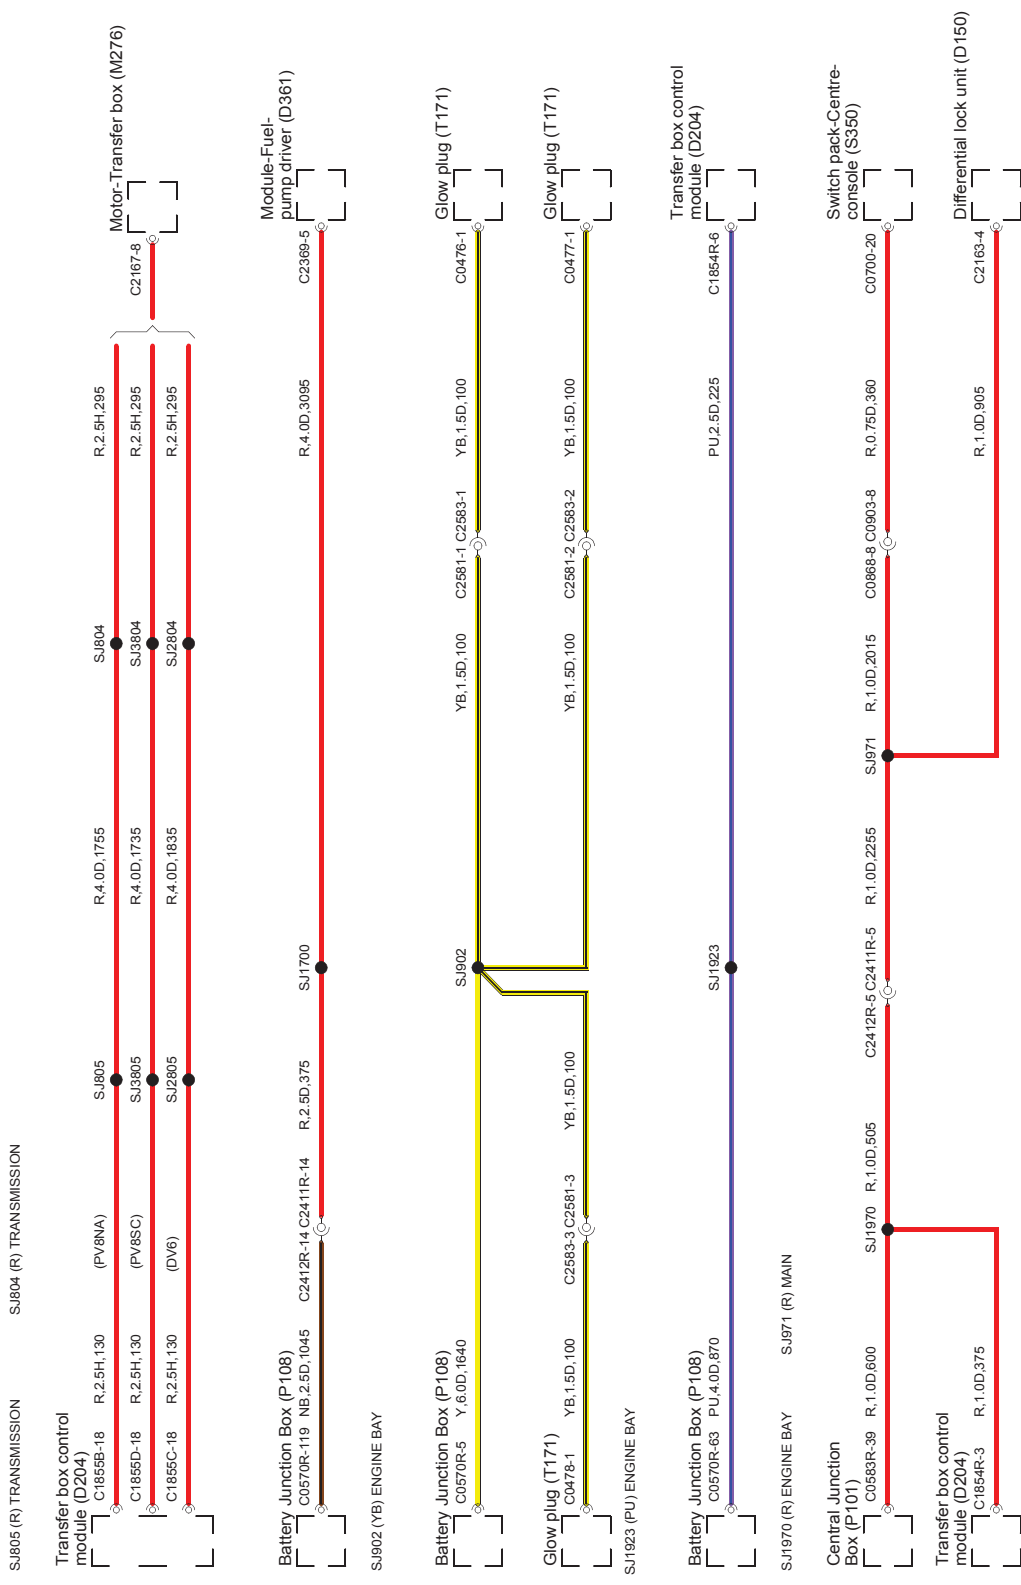 SJ805 (R) TRANSMISSION
SJ804 (R) TRANSMISSION
Transfer box control
module (D204)
Motor-Transfer box (M276)
C1855B-18
R,2.5H,130
(PV8NA)
SJ805
R,4.0D,1755
SJ804
R,2.5H,295
C1855D-18
R,2.5H,130
(PV8SC)
SJ3805
R,4.0D,1735
SJ3804
R,2.5H,295
C2167-8
C1855C-18
R,2.5H,130
(DV6)
SJ2805
R,4.0D,1835
SJ2804
R,2.5H,295
Battery Junction Box (P108)
Module-Fuel-
pump driver (D361)
C0570R-119
NB,2.5D,1045
C2412R-14
C2411R-14
R,2.5D,375
SJ1700
R,4.0D,3095
C2369-5
SJ902 (YB) ENGINE BAY
Battery Junction Box (P108)
Glow plug (T171)
C0570R-5
Y,6.0D,1640
SJ902
YB,1.5D,100
C2581-1
C2583-1
YB,1.5D,100
C0476-1
Glow plug (T171)
Glow plug (T171)
C0478-1
YB,1.5D,100
C2583-3
C2581-3
YB,1.5D,100
YB,1.5D,100
C2581-2
C2583-2
YB,1.5D,100
C0477-1
SJ1923 (PU) ENGINE BAY
Battery Junction Box (P108)
Transfer box control
module (D204)
C0570R-63
PU,4.0D,870
SJ1923
PU,2.5D,225
C1854R-6
SJ1970 (R) ENGINE BAY
SJ971 (R) MAIN
Central Junction
Box (P101)
Switch pack-Centre-
console (S350)
C0583R-39
R,1.0D,600
SJ1970
R,1.0D,505
C2412R-5
C2411R-5
R,1.0D,2255
SJ971
R,1.0D,2015
C0868-8
C0903-8
R,0.75D,360
C0700-20
Transfer box control
module (D204)
Differential lock unit (D150)
C1854R-3
R,1.0D,375
R,1.0D,905
C2163-4